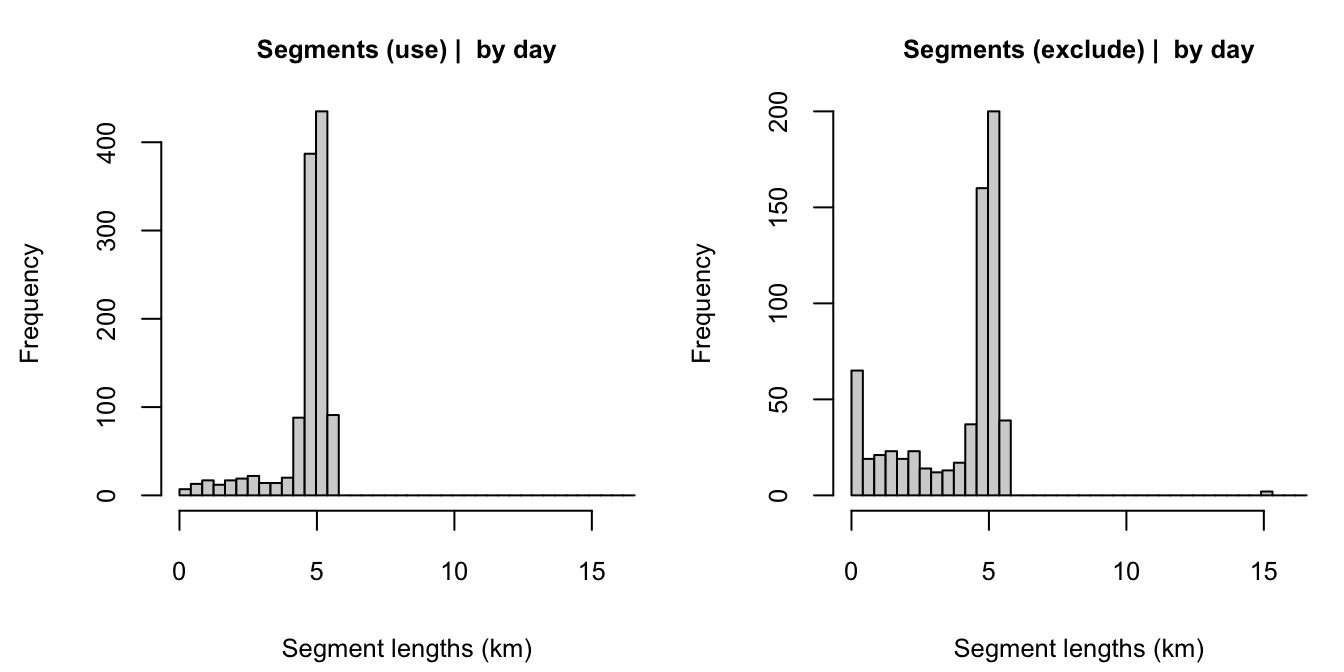 Segments (use) |  by day
Frequency
0
100
200
300
400
0 5 10 15
Segment lengths (km)
Segments (exclude) |  by day
Frequency
0
50
100
150
200
0 5 10 15
Segment lengths (km)